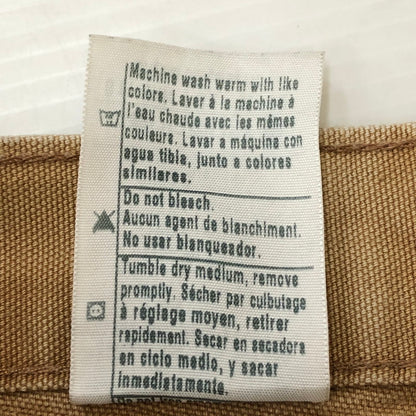 Machine wash warm with like
colors. Laver à la machine à
l'eau chaude avec les mêmes
couleurs. Lavar a máquina con
agua tibia, junto a colores
similares.
Do not bleach.
Aucun agent de blanchiment.
No usar blanqueador.
Tumble dry medium, remove
promptly. Sécher par culbutage
à réglage moyen, retirer
rapidement. Secar en secadora
en ciclo medio, y sacar
inmediatamente.